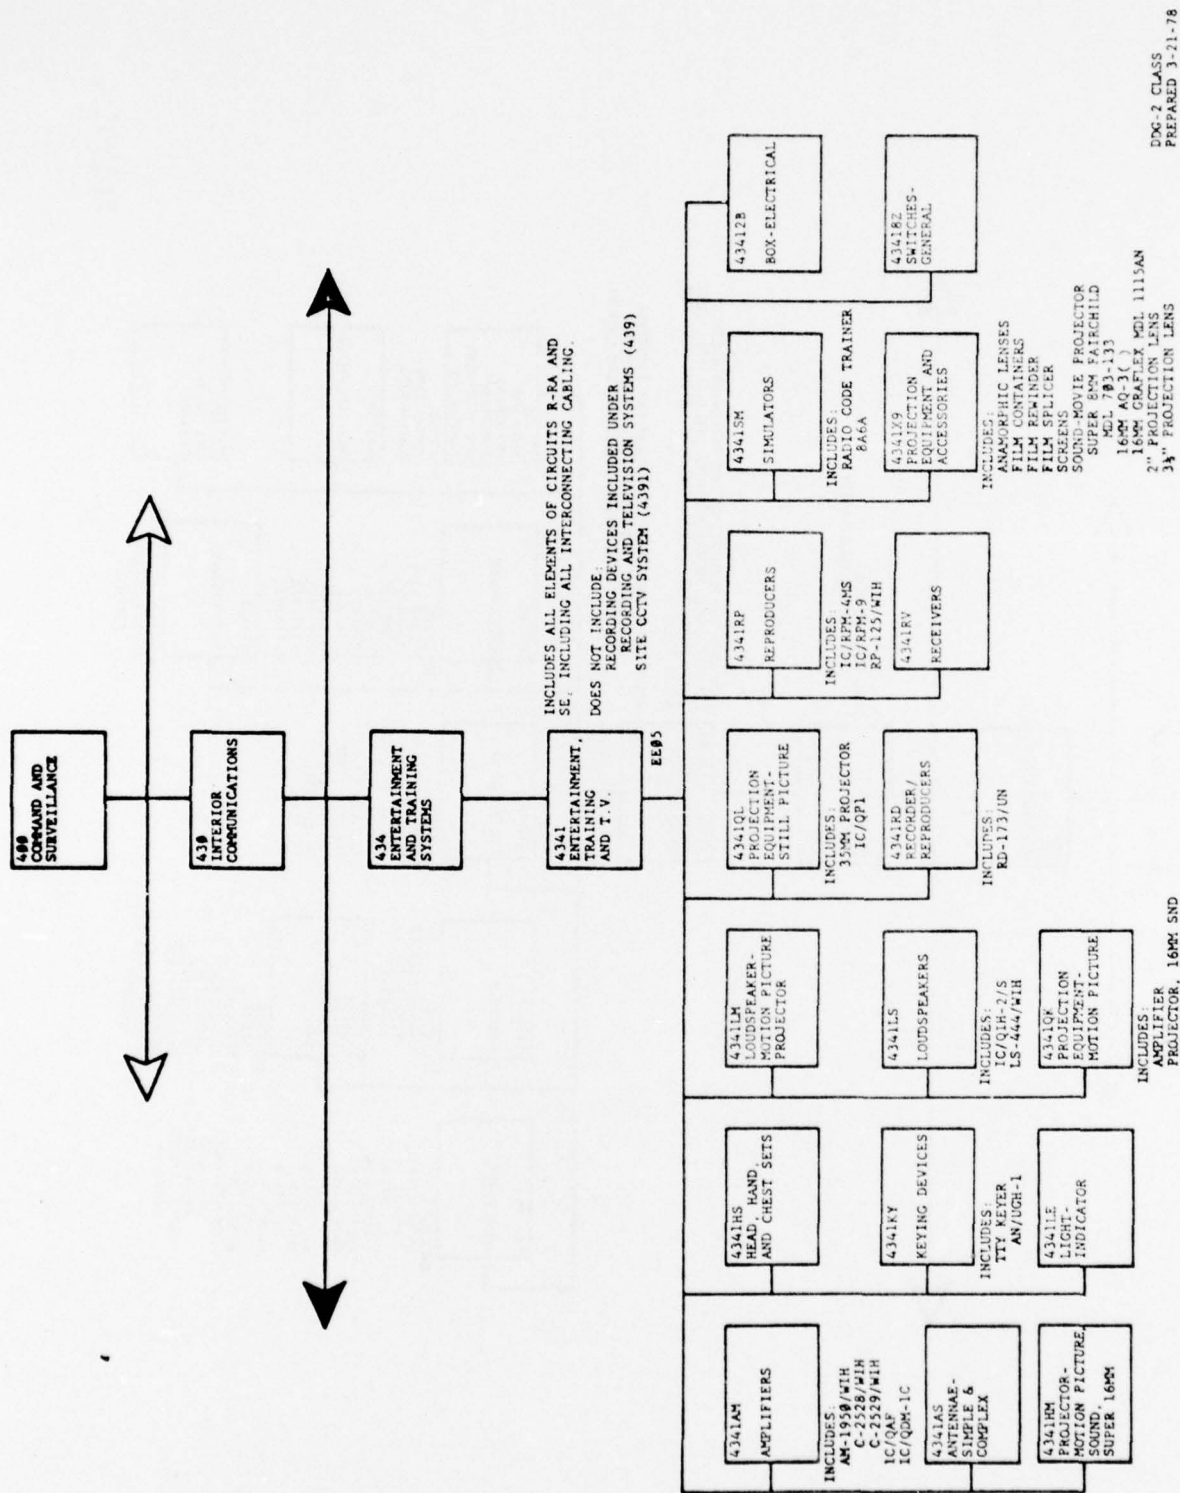 400
COMMAND AND
SURVEILLANCE
430
INTERIOR
COMMUNICATIONS
434
ENTERTAINMENT
AND TRAINING
SYSTEMS
4341
ENTERTAINMENT,
TRAINING
AND T.V.
EE05
INCLUDES ALL ELEMENTS OF CIRCUITS R-RA AND
SE, INCLUDING ALL INTERCONNECTING CABLING.
DOES NOT INCLUDE:
RECORDING DEVICES INCLUDED UNDER
RECORDING AND TELEVISION SYSTEMS (439)
SITE CCTV SYSTEM (4391)
4341AM
AMPLIFIERS
INCLUDES:
AM-1950/WIH
C-2528/WIH
C-2529/WIH
IC/QAF
IC/QDM-1C
4341AS
ANTENNAE-
SIMPLE &
COMPLEX
4341HM
PROJECTOR-
MOTION PICTURE,
SOUND,
SUPER 16MM
4341HS
HEAD, HAND,
AND CHEST SETS
4341KY
KEYING DEVICES
INCLUDES:
TTY KEYER
AN/UGH-1
4341LE
LIGHT-
INDICATOR
4341LM
LOUDSPEAKER-
MOTION PICTURE
PROJECTOR
4341LS
LOUDSPEAKERS
INCLUDES:
IC/QIH-2/S
LS-444/WIH
4341QK
PROJECTION
EQUIPMENT-
MOTION PICTURE
INCLUDES:
AMPLIFIER
PROJECTOR, 16MM SND
4341QL
PROJECTION
EQUIPMENT-
STILL PICTURE
INCLUDES:
35MM PROJECTOR
IC/QP1
4341RD
RECORDER/
REPRODUCERS
INCLUDES:
RD-173/UN
4341RP
REPRODUCERS
INCLUDES:
IC/RPM-4MS
IC/RPM-9
RP-125/WIH
4341RV
RECEIVERS
4341SM
SIMULATORS
INCLUDES:
RADIO CODE TRAINER
8A6A
4341X9
PROJECTION
EQUIPMENT AND
ACCESSORIES
INCLUDES:
ANAMORPHIC LENSES
FILM CONTAINERS
FILM REWINDER
FILM SPLICER
SCREENS
SOUND-MOVIE PROJECTOR
SUPER 8MM FAIRCHILD
MDL 703-133
16MM AQ-3( )
16MM GRAFLEX MDL 1115AN
2" PROJECTION LENS
3¼" PROJECTION LENS
43412B
BOX-ELECTRICAL
43418Z
SWITCHES-
GENERAL
DDG-2 CLASS
PREPARED 3-21-78